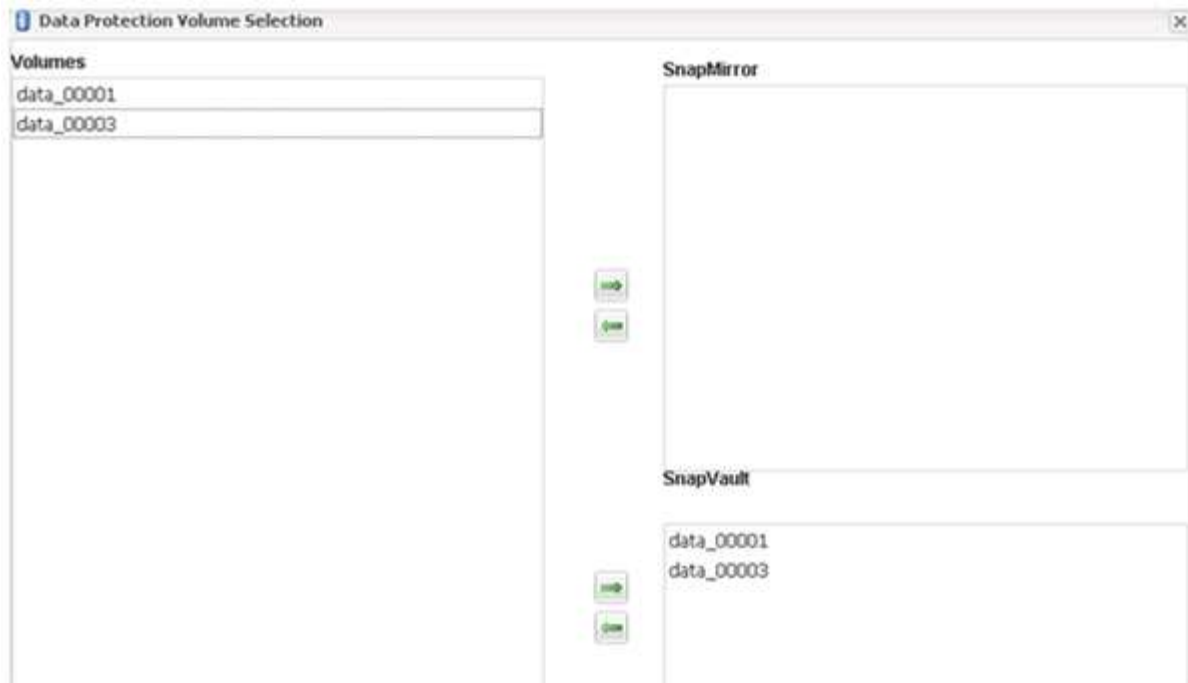 Data Protection Volume Selection
Volumes
data_00001
data_00003
SnapMirror
SnapVault
data_00001
data_00003